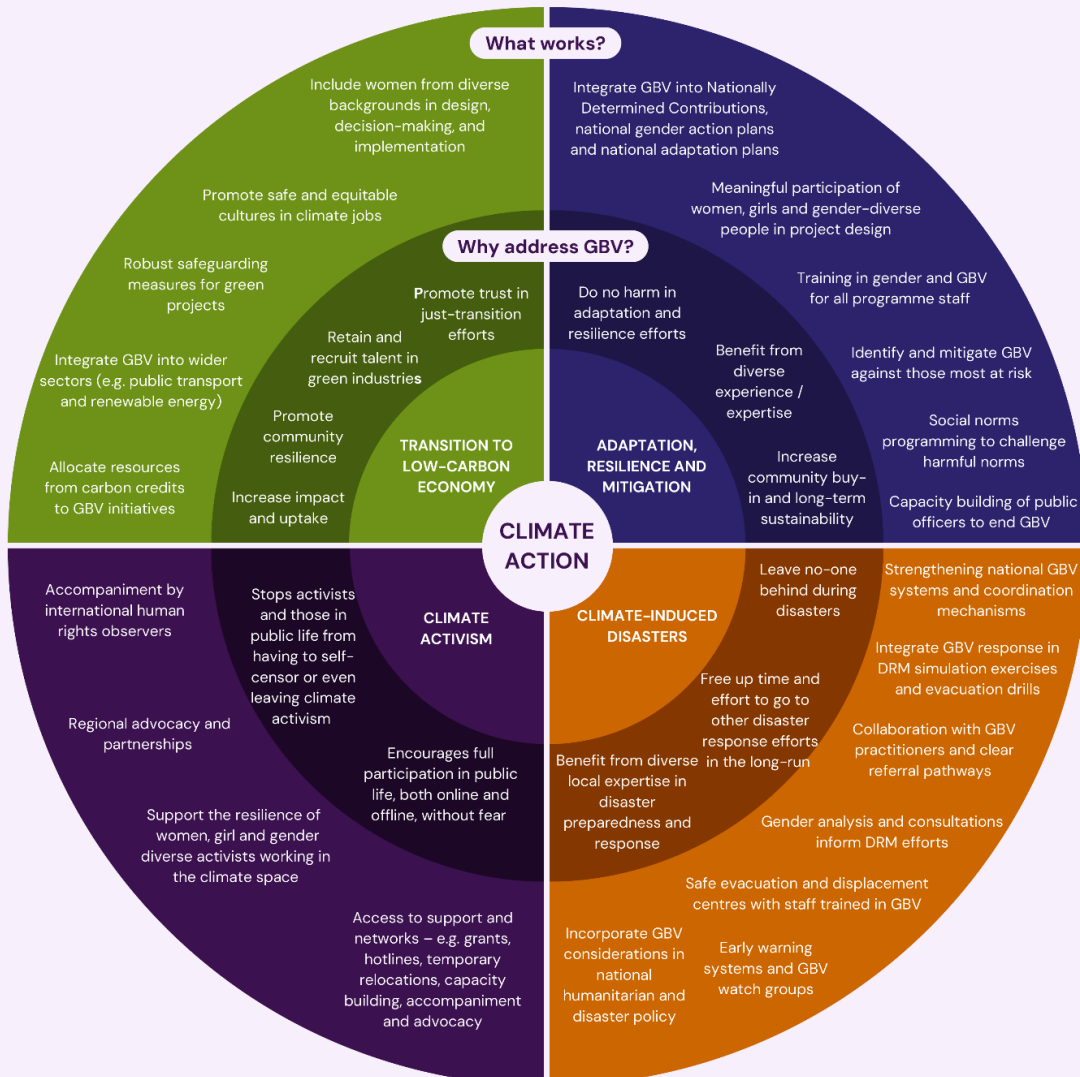 What works?
Include women from diverse
backgrounds in design,
decision-making, and
implementation
Promote safe and equitable
cultures in climate jobs
Robust safeguarding
measures for green
projects
Integrate GBV into wider
sectors (e.g. public transport
and renewable energy)
Allocate resources
from carbon credits
to GBV initiatives
Integrate GBV into Nationally
Determined Contributions,
national gender action plans
and national adaptation plans
Meaningful participation of
women, girls and gender-diverse
people in project design
Training in gender and GBV
for all programme staff
Identify and mitigate GBV
against those most at risk
Social norms
programming to challenge
harmful norms
Capacity building of public
officers to end GBV
Why address GBV?
Promote trust in
just-transition
efforts
Retain and
recruit talent in
green industries
Promote
community
resilience
Increase impact
and uptake
Do no harm in
adaptation and
resilience efforts
Benefit from
diverse
experience /
expertise
Increase
community buy-
in and long-term
sustainability
TRANSITION TO
LOW-CARBON
ECONOMY
ADAPTATION,
RESILIENCE AND
MITIGATION
CLIMATE
ACTION
CLIMATE
ACTIVISM
CLIMATE-INDUCED
DISASTERS
Stops activists
and those in
public life from
having to self-
censor or even
leaving climate
activism
Encourages full
participation in public
life, both online and
offline, without fear
Leave no-one
behind during
disasters
Free up time and
effort to go to
other disaster
response efforts
in the long-run
Benefit from diverse
local expertise in
disaster
preparedness and
response
Accompaniment by
international human
rights observers
Regional advocacy and
partnerships
Support the resilience of
women, girl and gender
diverse activists working in
the climate space
Access to support and
networks – e.g. grants,
hotlines, temporary
relocations, capacity
building, accompaniment
and advocacy
Strengthening national GBV
systems and coordination
mechanisms
Integrate GBV response in
DRM simulation exercises
and evacuation drills
Collaboration with GBV
practitioners and clear
referral pathways
Gender analysis and consultations
inform DRM efforts
Safe evacuation and displacement
centres with staff trained in GBV
Early warning
systems and GBV
watch groups
Incorporate GBV
considerations in
national
humanitarian and
disaster policy